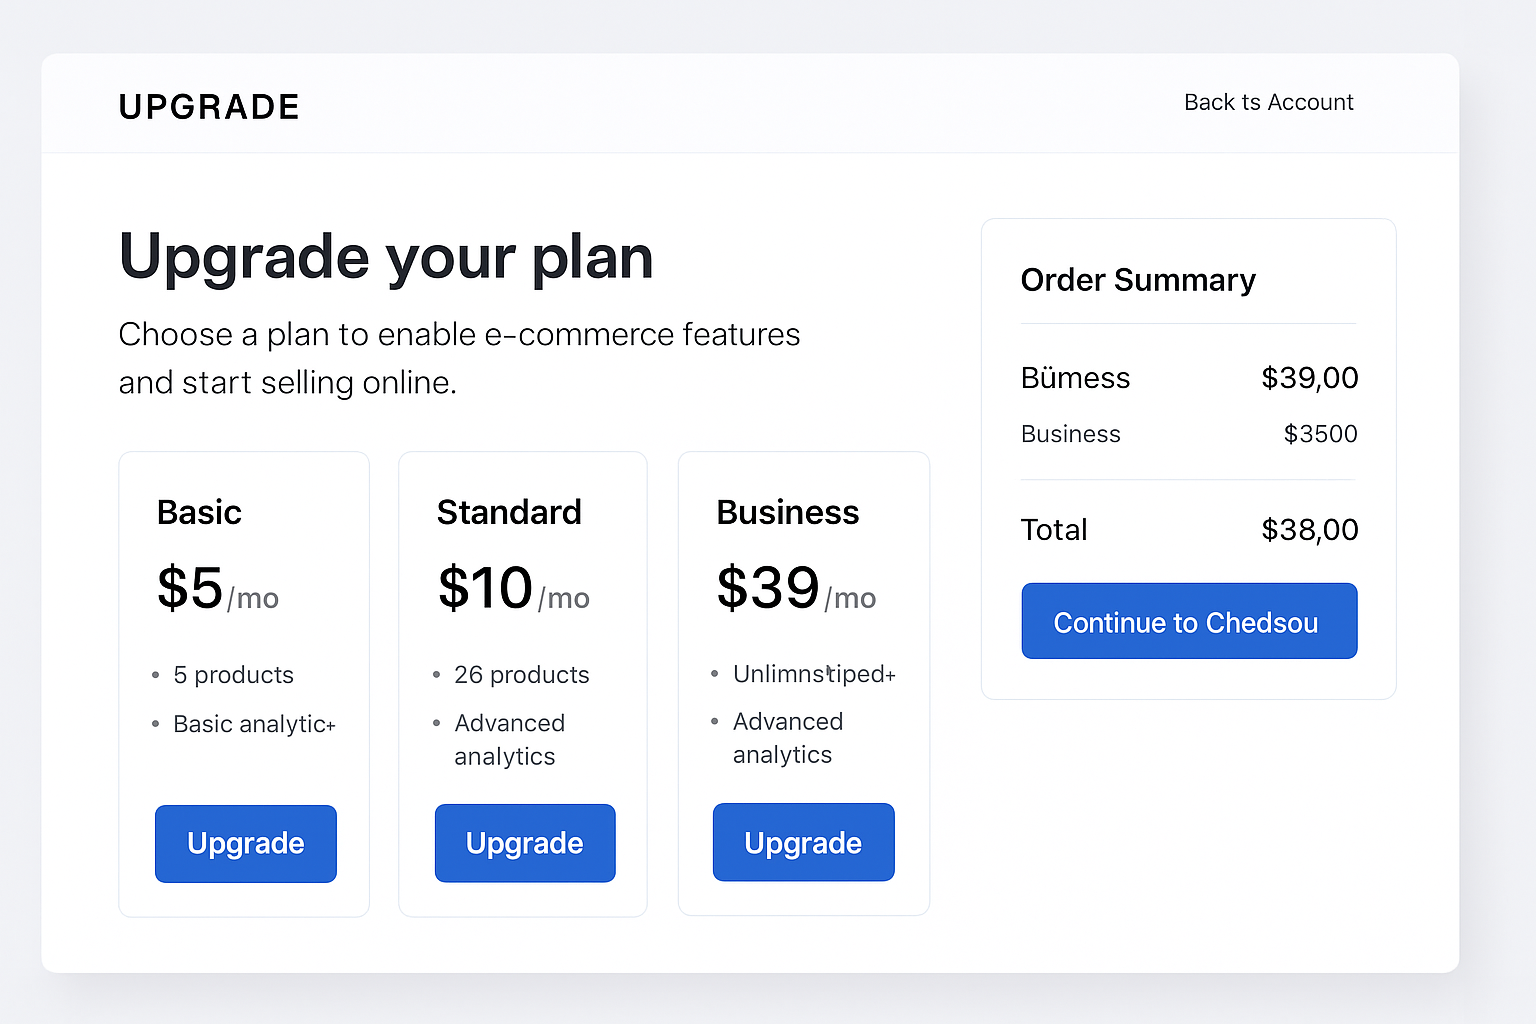 UPGRADE
Back ts Account
Upgrade your plan
Choose a plan to enable e-commerce features
and start selling online.
Basic
$5/mo
• 5 products
• Basic analytic+
Upgrade
Standard
$10/mo
• 26 products
• Advanced
analytics
Upgrade
Business
$39/mo
• Unlimnstiped+
• Advanced
analytics
Upgrade
Order Summary
Bümess $39,00
Business $3500
Total $38,00
Continue to Chedsou